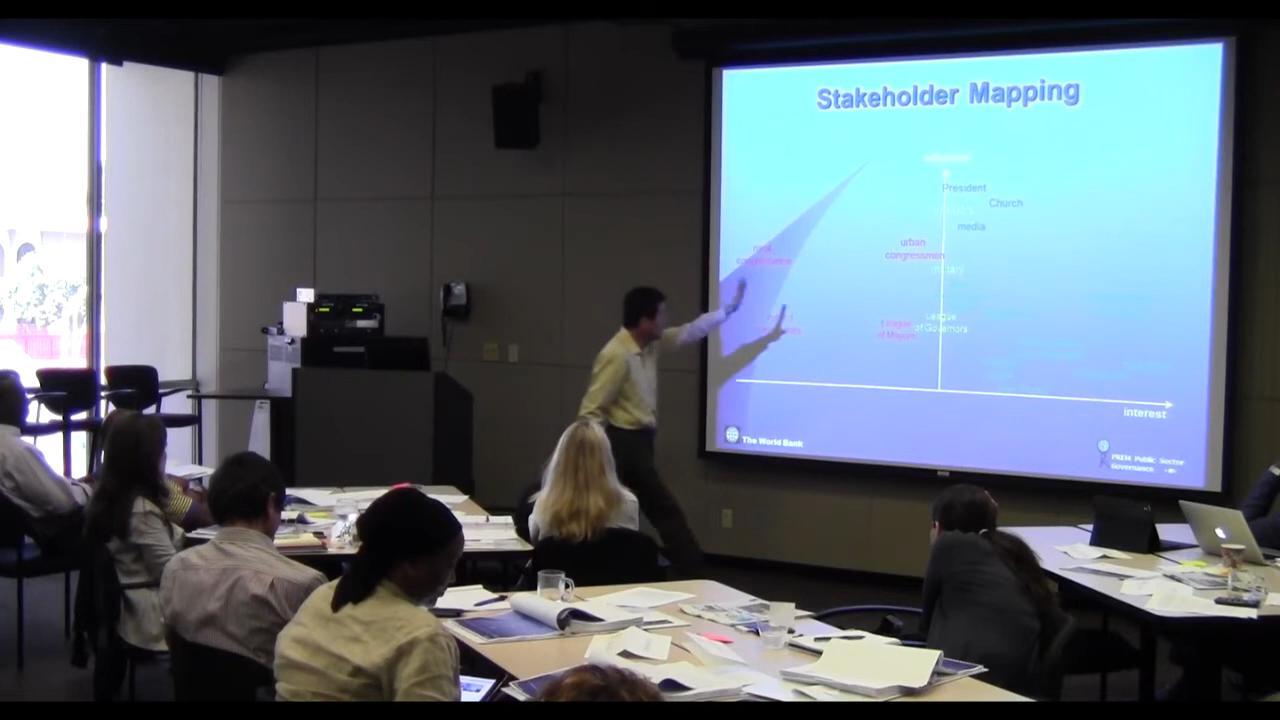 Stakeholder Mapping
President
Church
media
urban
congressmen
military
League
of Governors
League
of Mayors
interest
The World Bank
PREM Public Sector
Governance